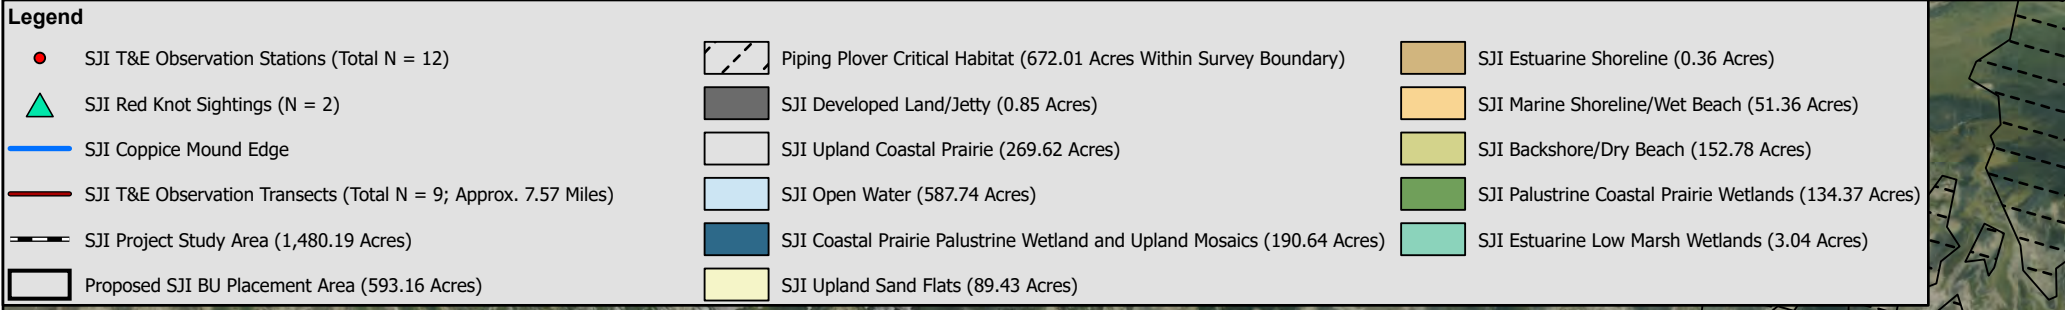 Legend
SJI T&E Observation Stations (Total N = 12)
SJI Red Knot Sightings (N = 2)
SJI Coppice Mound Edge
SJI T&E Observation Transects (Total N = 9; Approx. 7.57 Miles)
SJI Project Study Area (1,480.19 Acres)
Proposed SJI BU Placement Area (593.16 Acres)
Piping Plover Critical Habitat (672.01 Acres Within Survey Boundary)
SJI Developed Land/Jetty (0.85 Acres)
SJI Upland Coastal Prairie (269.62 Acres)
SJI Open Water (587.74 Acres)
SJI Coastal Prairie Palustrine Wetland and Upland Mosaics (190.64 Acres)
SJI Upland Sand Flats (89.43 Acres)
SJI Estuarine Shoreline (0.36 Acres)
SJI Marine Shoreline/Wet Beach (51.36 Acres)
SJI Backshore/Dry Beach (152.78 Acres)
SJI Palustrine Coastal Prairie Wetlands (134.37 Acres)
SJI Estuarine Low Marsh Wetlands (3.04 Acres)